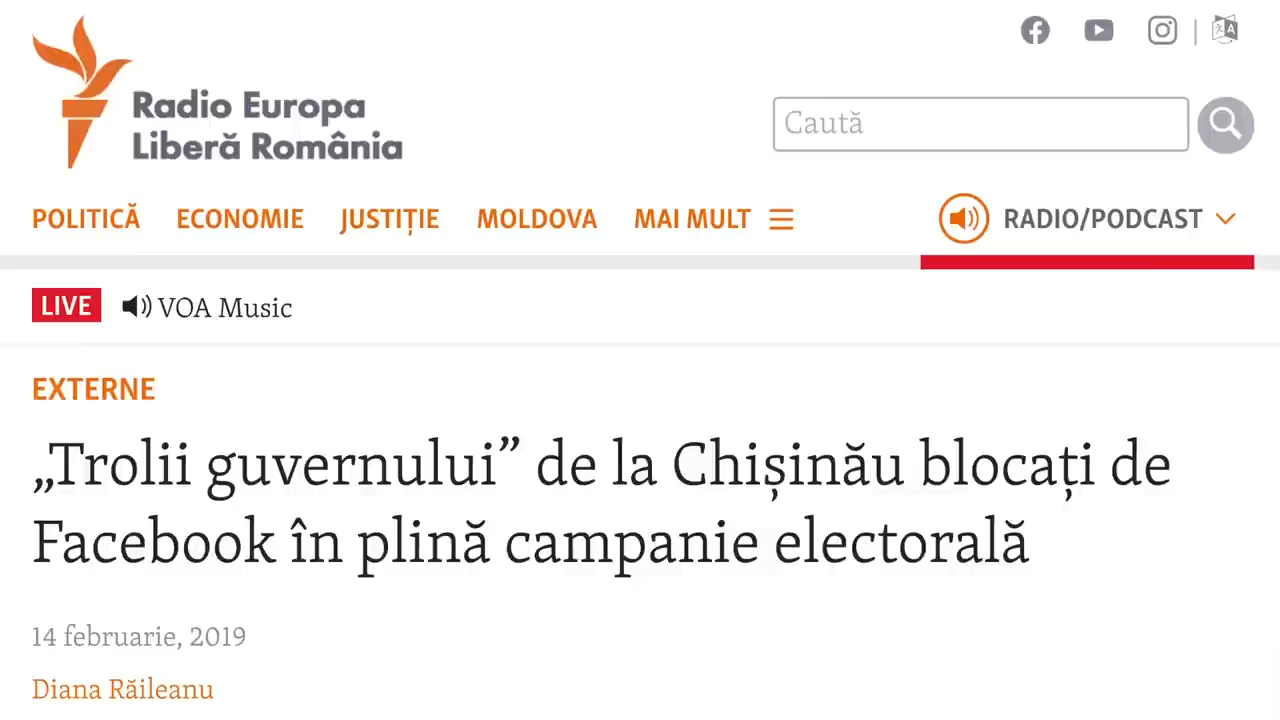 Radio Europa
Liberă România
Caută
POLITICĂ ECONOMIE JUSTIȚIE MOLDOVA MAI MULT RADIO/PODCAST
LIVE VOA Music
EXTERNE
„Trolii guvernului” de la Chișinău blocați de
Facebook în plină campanie electorală
14 februarie, 2019
Diana Răileanu